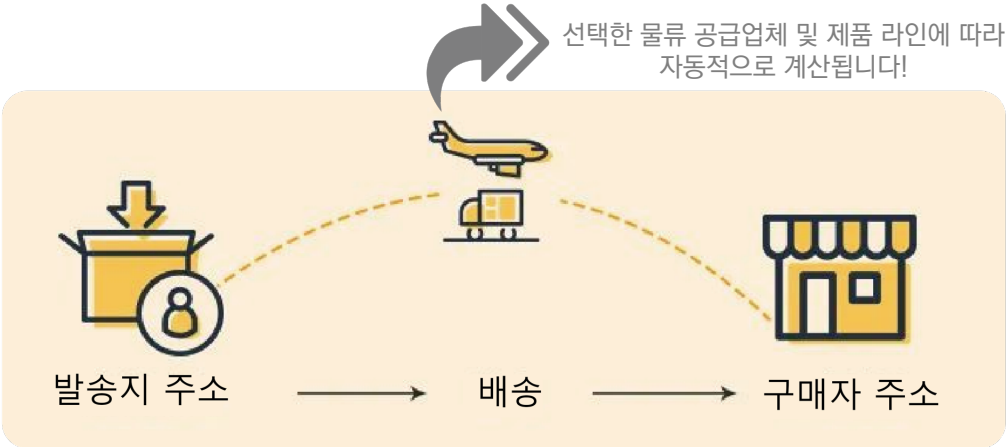 선택한 물류 공급업체 및 제품 라인에 따라
자동적으로 계산됩니다!
발송지 주소
배송
구매자 주소